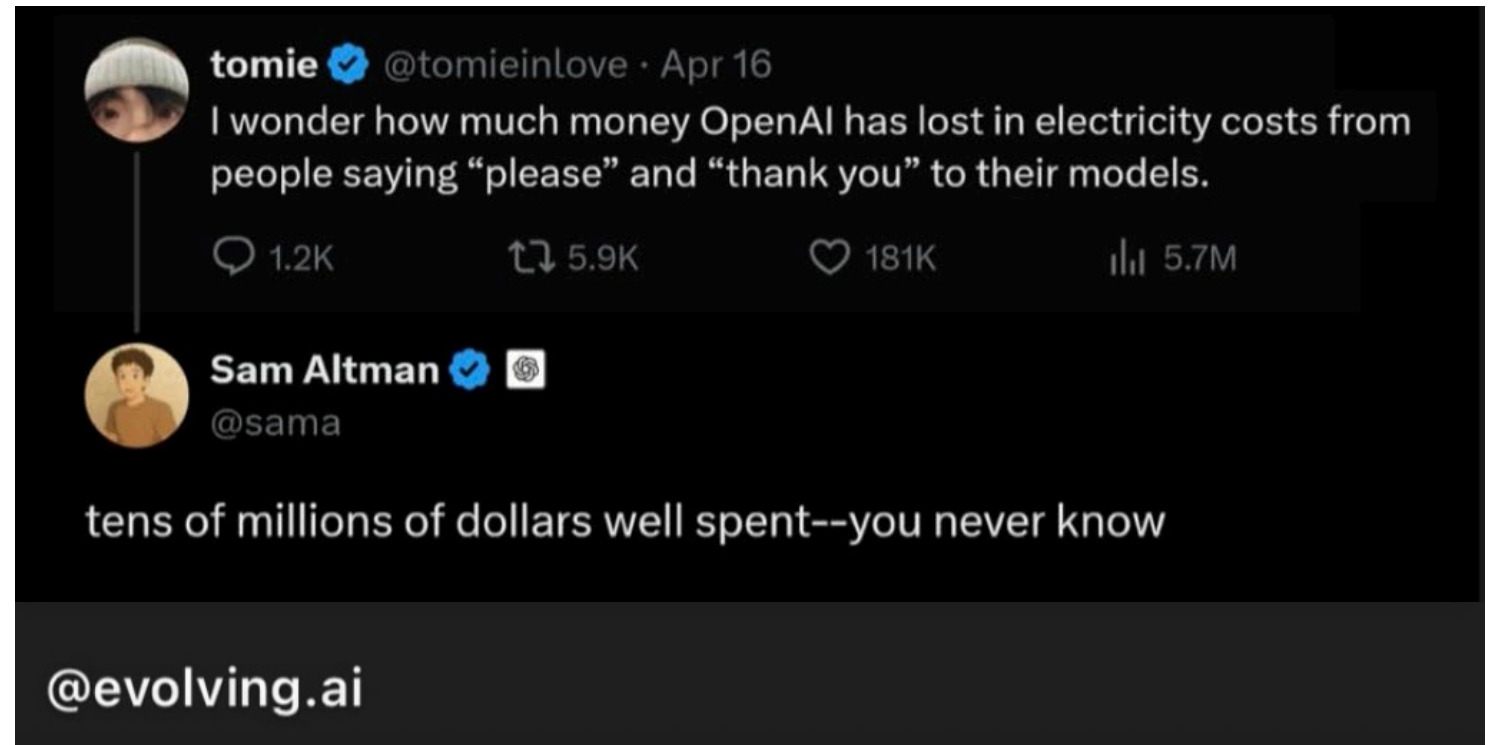 tomie @tomieinlove · Apr 16
I wonder how much money OpenAI has lost in electricity costs from
people saying “please” and “thank you” to their models.
1.2K 5.9K 181K 5.7M
Sam Altman
@sama
tens of millions of dollars well spent--you never know
@evolving.ai